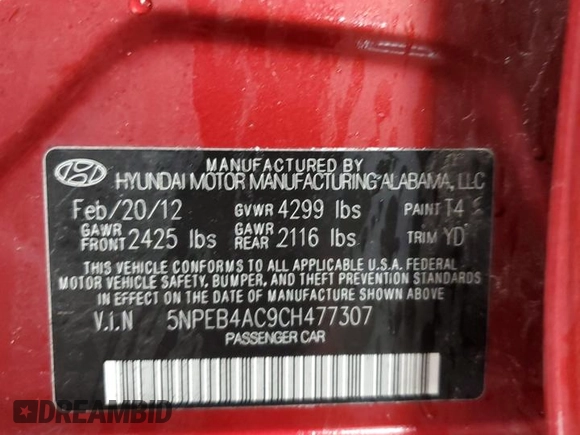 MANUFACTURED BY
HYUNDAI MOTOR MANUFACTURING ALABAMA, LLC
Feb/20/12 GVWR 4299 lbs PAINT T4
GAWR FRONT 2425 lbs GAWR REAR 2116 lbs TRIM YD
THIS VEHICLE CONFORMS TO ALL APPLICABLE U.S.A. FEDERAL
MOTOR VEHICLE SAFETY, BUMPER, AND THEFT PREVENTION STANDARDS
IN EFFECT ON THE DATE OF MANUFACTURE SHOWN ABOVE
V.I.N 5NPEB4AC9CH477307
PASSENGER CAR
DREAMBID